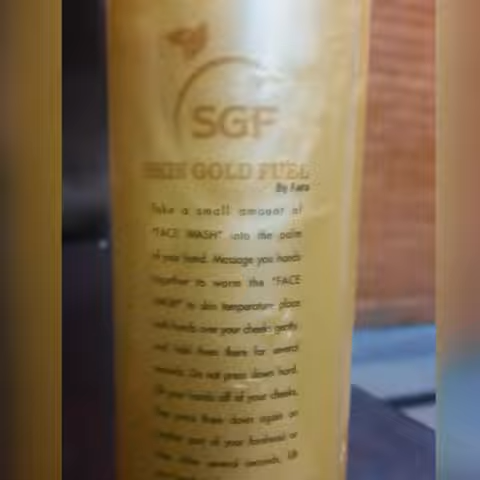 SGF
SKIN GOLD FUEL
By Fara
Take a small amount of
"FACE WASH" into the palm
of your hand. Massage you hands
together to warm the "FACE
WASH" to skin temperature place
both hands over your cheeks gently
and hold them there for several
seconds. Do not press down hard.
lift your hands off of your cheeks,
then press them down again on
another part of your forehead or
After several seconds, lift